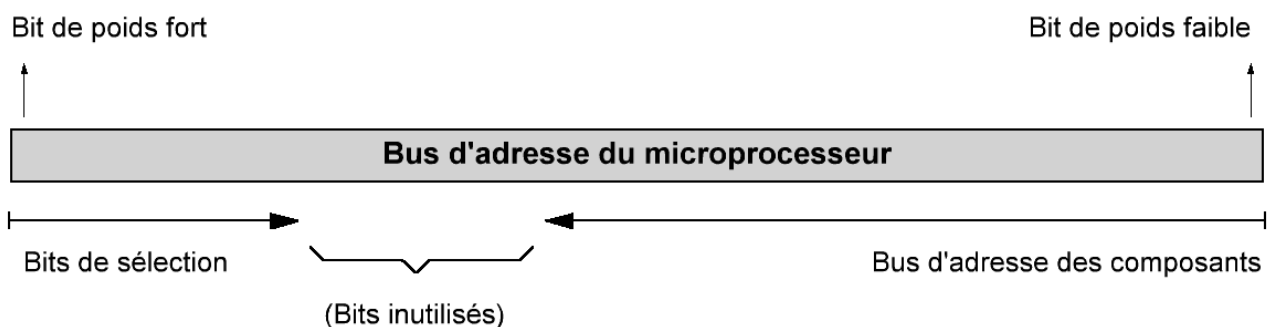 Bit de poids fort
Bit de poids faible
Bus d'adresse du microprocesseur
Bits de sélection
Bus d'adresse des composants
(Bits inutilisés)